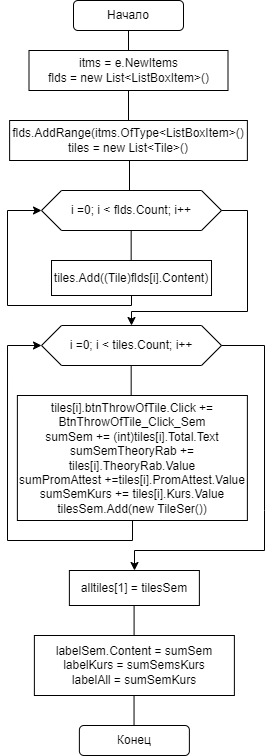 Начало
itms = e.NewItems
flds = new List<ListBoxItem>()
flds.AddRange(itms.OfType<ListBoxItem>()
tiles = new List<Tile>()
i =0; i < flds.Count; i++
tiles.Add((Tile)flds[i].Content)
i =0; i < tiles.Count; i++
tiles[i].btnThrowOfTile.Click +=
BtnThrowOfTile_Click_Sem
sumSem += (int)tiles[i].Total.Text
sumSemTheoryRab +=
tiles[i].TheoryRab.Value
sumPromAttest +=tiles[i].PromAttest.Value
sumSemKurs += tiles[i].Kurs.Value
tilesSem.Add(new TileSer())
alltiles[1] = tilesSem
labelSem.Content = sumSem
labelKurs = sumSemsKurs
labelAll = sumSemKurs
Конец